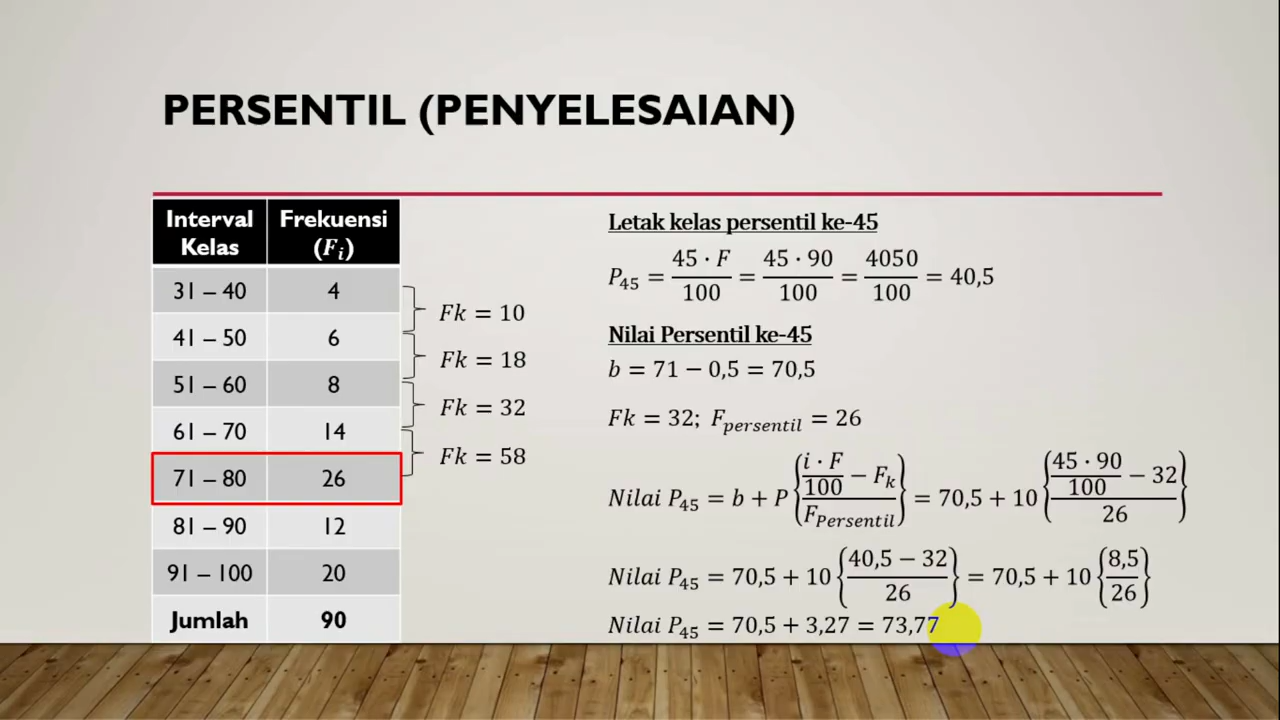 PERSENTIL (PENYELESAIAN)
Interval Kelas | Frekuensi (Fᵢ)
31 – 40 | 4
41 – 50 | 6
51 – 60 | 8
61 – 70 | 14
71 – 80 | 26
81 – 90 | 12
91 – 100 | 20
Jumlah | 90
Fk = 10
Fk = 18
Fk = 32
Fk = 58
Letak kelas persentil ke-45
P₄₅ = (45 · F)/100 = (45 · 90)/100 = 4050/100 = 40,5
Nilai Persentil ke-45
b = 71 − 0,5 = 70,5
Fk = 32; F_persentil = 26
Nilai P₄₅ = b + P {((i · F)/100 − F_k)/F_Persentil} = 70,5 + 10 {((45 · 90)/100 − 32)/26}
Nilai P₄₅ = 70,5 + 10 {(40,5 − 32)/26} = 70,5 + 10 {8,5/26}
Nilai P₄₅ = 70,5 + 3,27 = 73,77